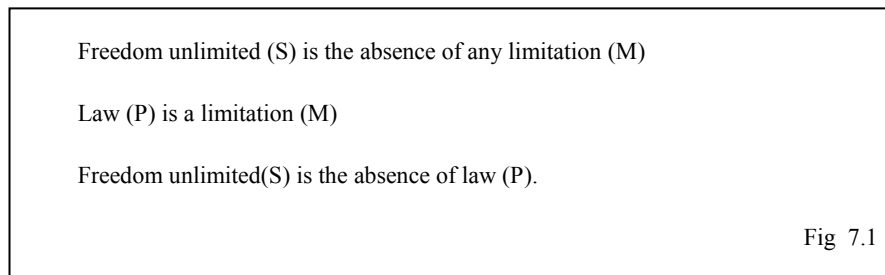 Freedom unlimited (S) is the absence of any limitation (M)
Law (P) is a limitation (M)
Freedom unlimited(S) is the absence of law (P).
Fig 7.1